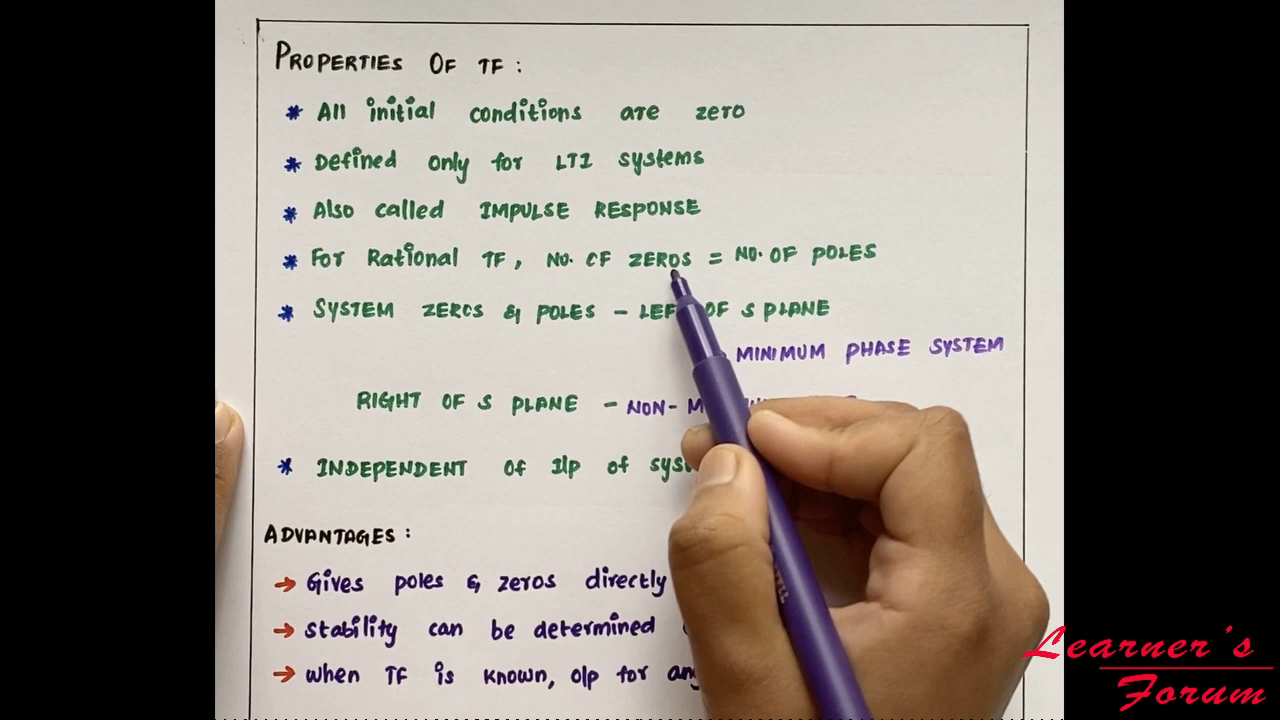 PROPERTIES OF TF :
* All initial conditions are zero
* Defined only for LTI systems
* Also called IMPULSE RESPONSE
* For Rational TF, NO. OF ZEROS = NO. OF POLES
* SYSTEM ZEROS & POLES - LEF OF S PLANE
MINIMUM PHASE SYSTEM
RIGHT OF S PLANE - NON-
* INDEPENDENT OF I/p OF sys
ADVANTAGES :
→ Gives poles & zeros directly
→ Stability can be determined
→ when TF is known, o/p for any
Learner's
Forum